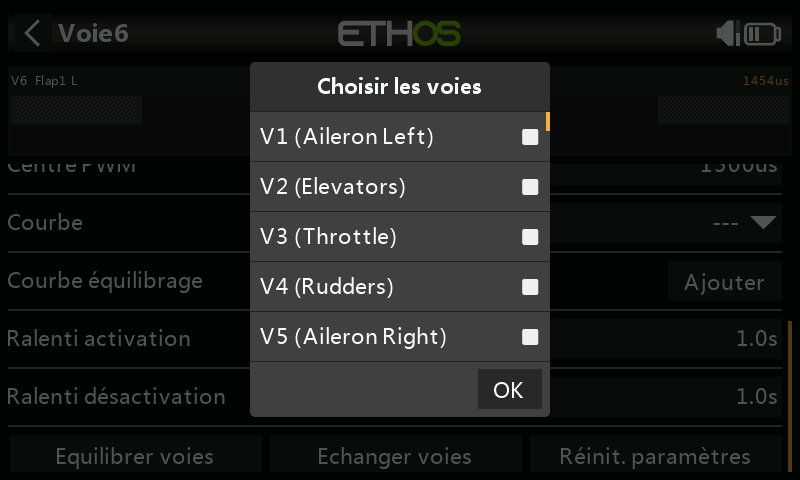 Voie6
ETHOS
V6 Flap1 L
1454us
Choisir les voies
V1 (Aileron Left)
V2 (Elevators)
V3 (Throttle)
V4 (Rudders)
V5 (Aileron Right)
OK
Centre PWM
1500us
Courbe
---
Courbe équilibrage
Ajouter
Ralenti activation
1.0s
Ralenti désactivation
1.0s
Equilibrer voies
Echanger voies
Réinit. paramètres